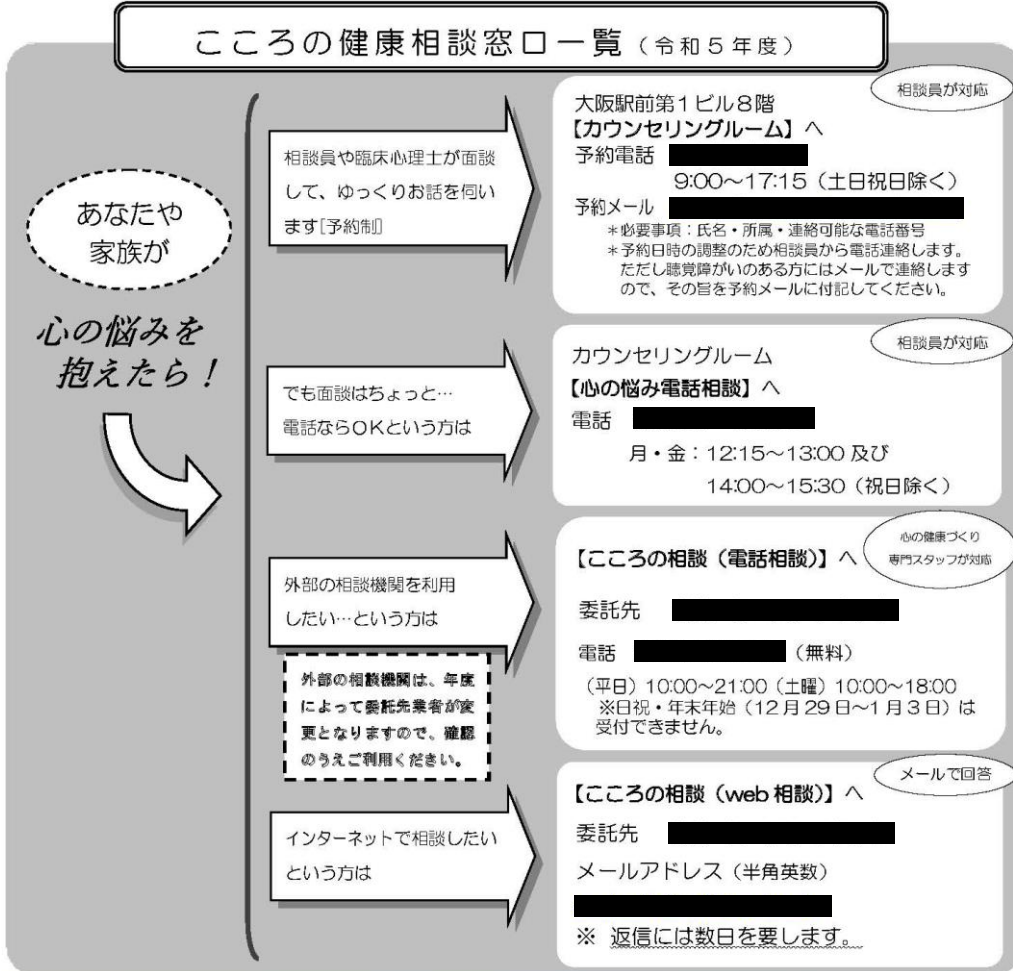 こころの健康相談窓口一覧（令和５年度）
あなたや
家族が
心の悩みを
抱えたら！
相談員や臨床心理士が面談
して、ゆっくりお話を伺い
ます[予約制]
相談員が対応
大阪駅前第１ビル８階
【カウンセリングルーム】へ
予約電話
9:00～17:15（土日祝日除く）
予約メール
＊必要事項：氏名・所属・連絡可能な電話番号
＊予約日時の調整のため相談員から電話連絡します。
ただし聴覚障がいのある方にはメールで連絡します
ので、その旨を予約メールに付記してください。
でも面談はちょっと…
電話ならＯＫという方は
相談員が対応
カウンセリングルーム
【心の悩み電話相談】へ
電話
月・金：12:15～13:00 及び
14:00～15:30（祝日除く）
外部の相談機関を利用
したい…という方は
外部の相談機関は、年度
によって委託先業者が変
更となりますので、確認
のうえご利用ください。
心の健康づくり
専門スタッフが対応
【こころの相談（電話相談）】へ
委託先
電話
（無料）
（平日）10:00～21:00（土曜）10:00～18:00
※日祝・年末年始（12月29日～1月3日）は
受付できません。
インターネットで相談したい
という方は
メールで回答
【こころの相談（web 相談）】へ
委託先
メールアドレス（半角英数）
※ 返信には数日を要します。